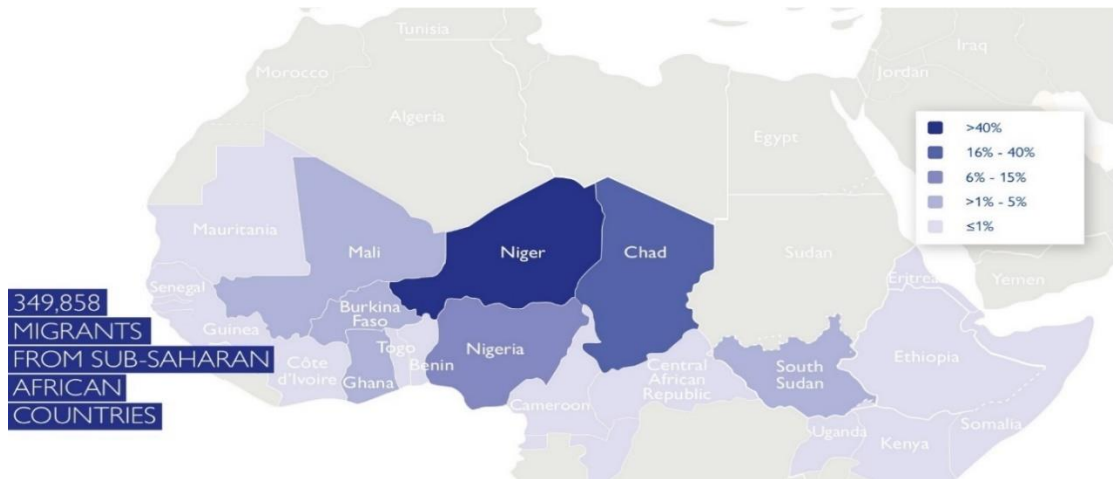 Tunisia
Morocco
Iraq
Jordan
Algeria
Egypt
>40%
16% - 40%
6% - 15%
>1% - 5%
≤1%
Mauritania
Mali
Niger
Chad
Sudan
Yemen
Eritrea
Senegal
349,858
MIGRANTS
FROM SUB-SAHARAN
AFRICAN
COUNTRIES
Guinea
Burkina
Faso
Côte
d'Ivoire
Ghana
Togo
Benin
Nigeria
Cameroon
Central
African
Republic
South
Sudan
Ethiopia
Uganda
Kenya
Somalia